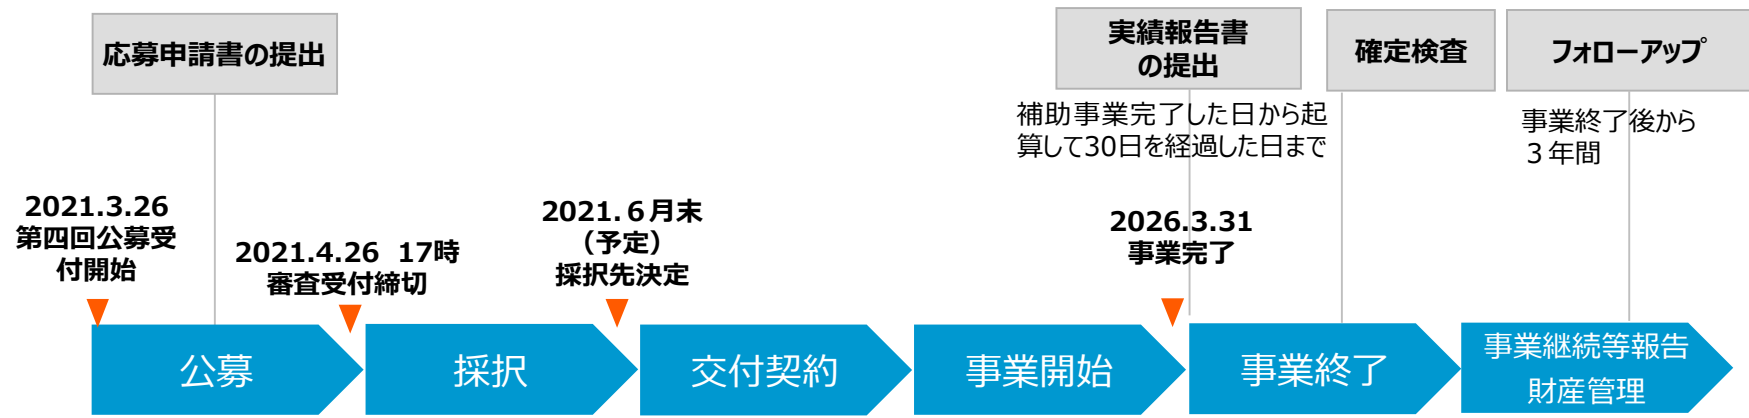 応募申請書の提出
実績報告書
の提出
確定検査
フォローアップ
補助事業完了した日から起
算して30日を経過した日まで
事業終了後から
３年間
2021.3.26
第四回公募受
付開始
2021.4.26 17時
審査受付締切
2021.６月末
（予定）
採択先決定
2026.3.31
事業完了
公募
採択
交付契約
事業開始
事業終了
事業継続等報告
財産管理